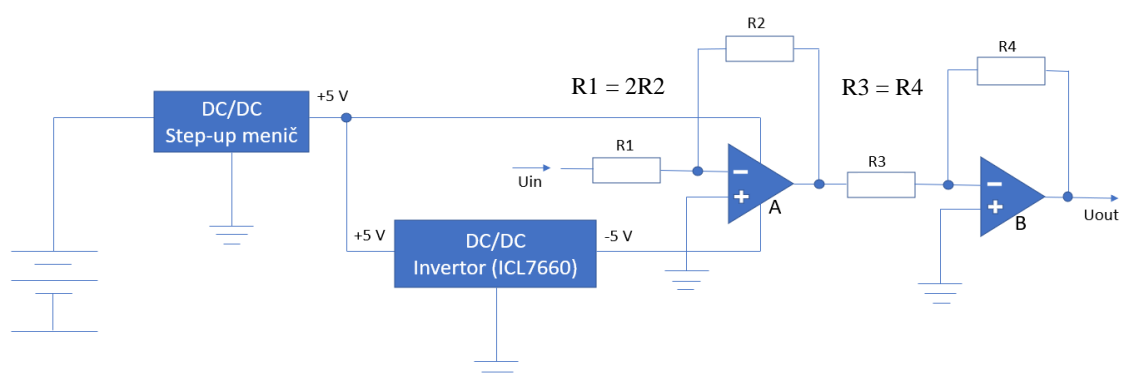 R2
R4
R1 = 2R2
R3 = R4
DC/DC
Step-up menič
+5 V
R1
R3
Uin
−
+
A
−
+
B
Uout
+5 V
DC/DC
Invertor (ICL7660)
-5 V